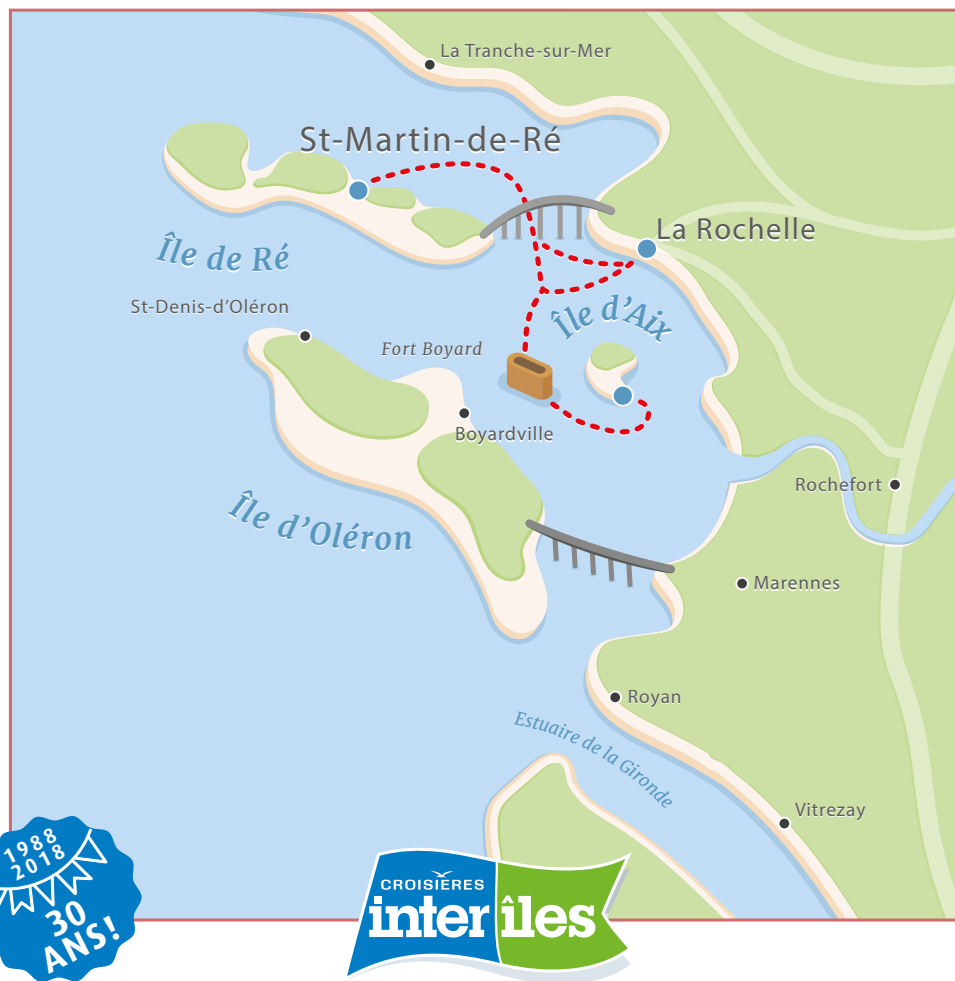 La Tranche-sur-Mer
St-Martin-de-Ré
La Rochelle
Île de Ré
St-Denis-d'Oléron
Île d'Aix
Fort Boyard
Boyardville
Rochefort
Île d'Oléron
Marennes
Royan
Estuaire de la Gironde
Vitrezay
1988
2018
30
ANS!
CROISIÈRES
inter îles